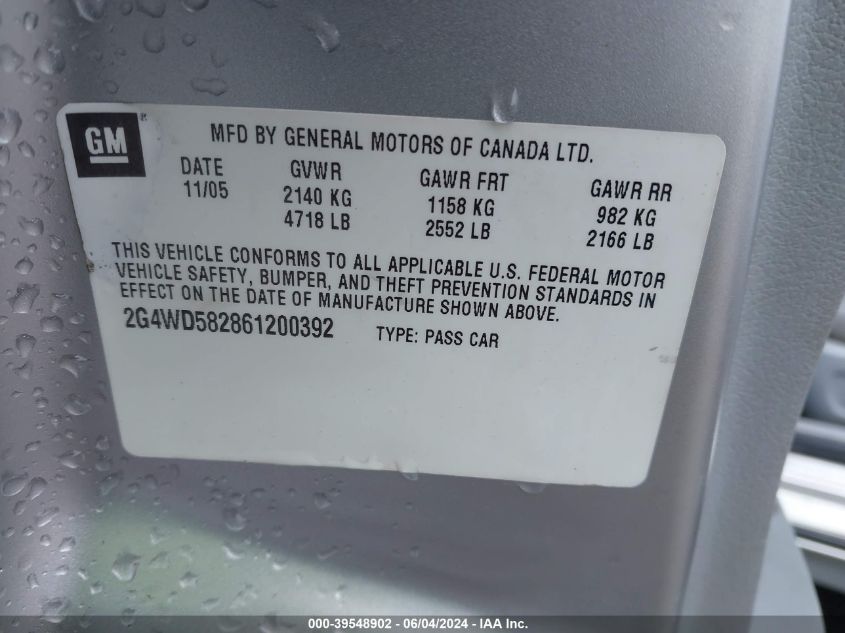 GM
MFD BY GENERAL MOTORS OF CANADA LTD.
DATE GVWR GAWR FRT GAWR RR
11/05 2140 KG 1158 KG 982 KG
4718 LB 2552 LB 2166 LB
THIS VEHICLE CONFORMS TO ALL APPLICABLE U.S. FEDERAL MOTOR
VEHICLE SAFETY, BUMPER, AND THEFT PREVENTION STANDARDS IN
EFFECT ON THE DATE OF MANUFACTURE SHOWN ABOVE.
2G4WD582861200392 TYPE: PASS CAR
000-39548902 - 06/04/2024 - IAA Inc.